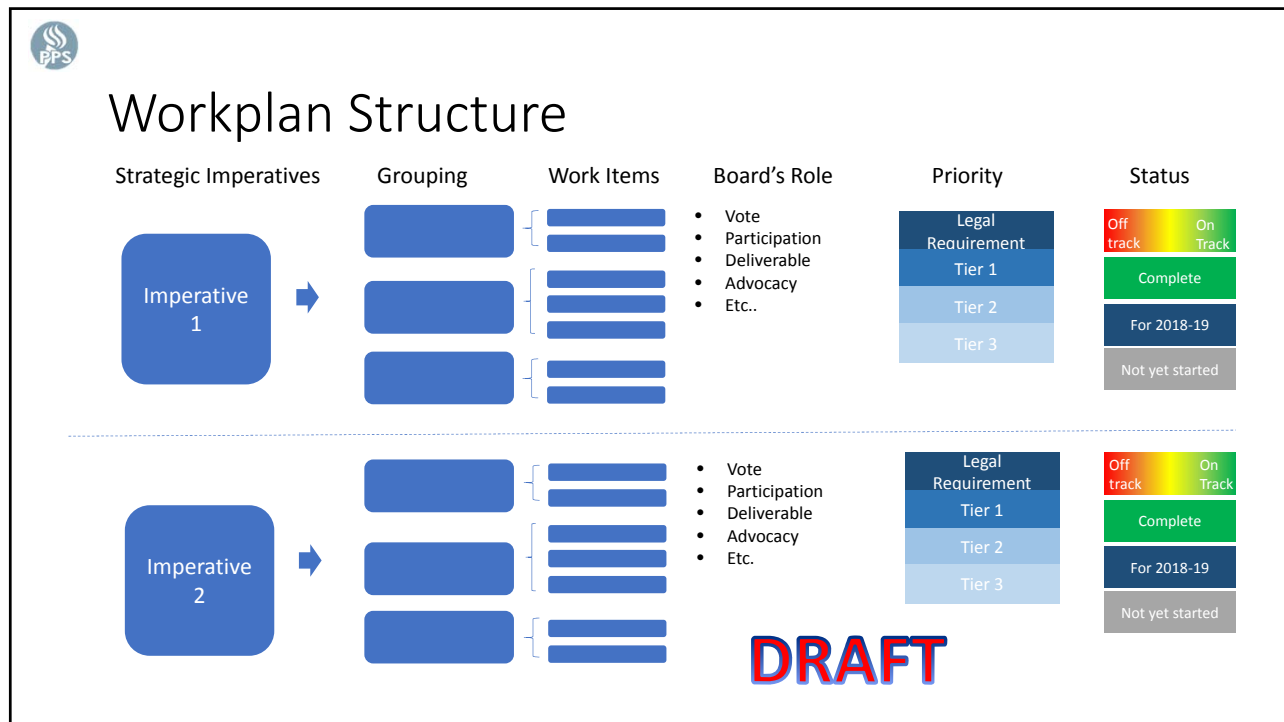 PPS
Workplan Structure
Strategic Imperatives
Grouping
Work Items
Board's Role
Priority
Status
Imperative
1
• Vote
• Participation
• Deliverable
• Advocacy
• Etc..
Legal
Requirement
Tier 1
Tier 2
Tier 3
Off
track
On
Track
Complete
For 2018-19
Not yet started
Imperative
2
• Vote
• Participation
• Deliverable
• Advocacy
• Etc.
Legal
Requirement
Tier 1
Tier 2
Tier 3
Off
track
On
Track
Complete
For 2018-19
Not yet started
DRAFT